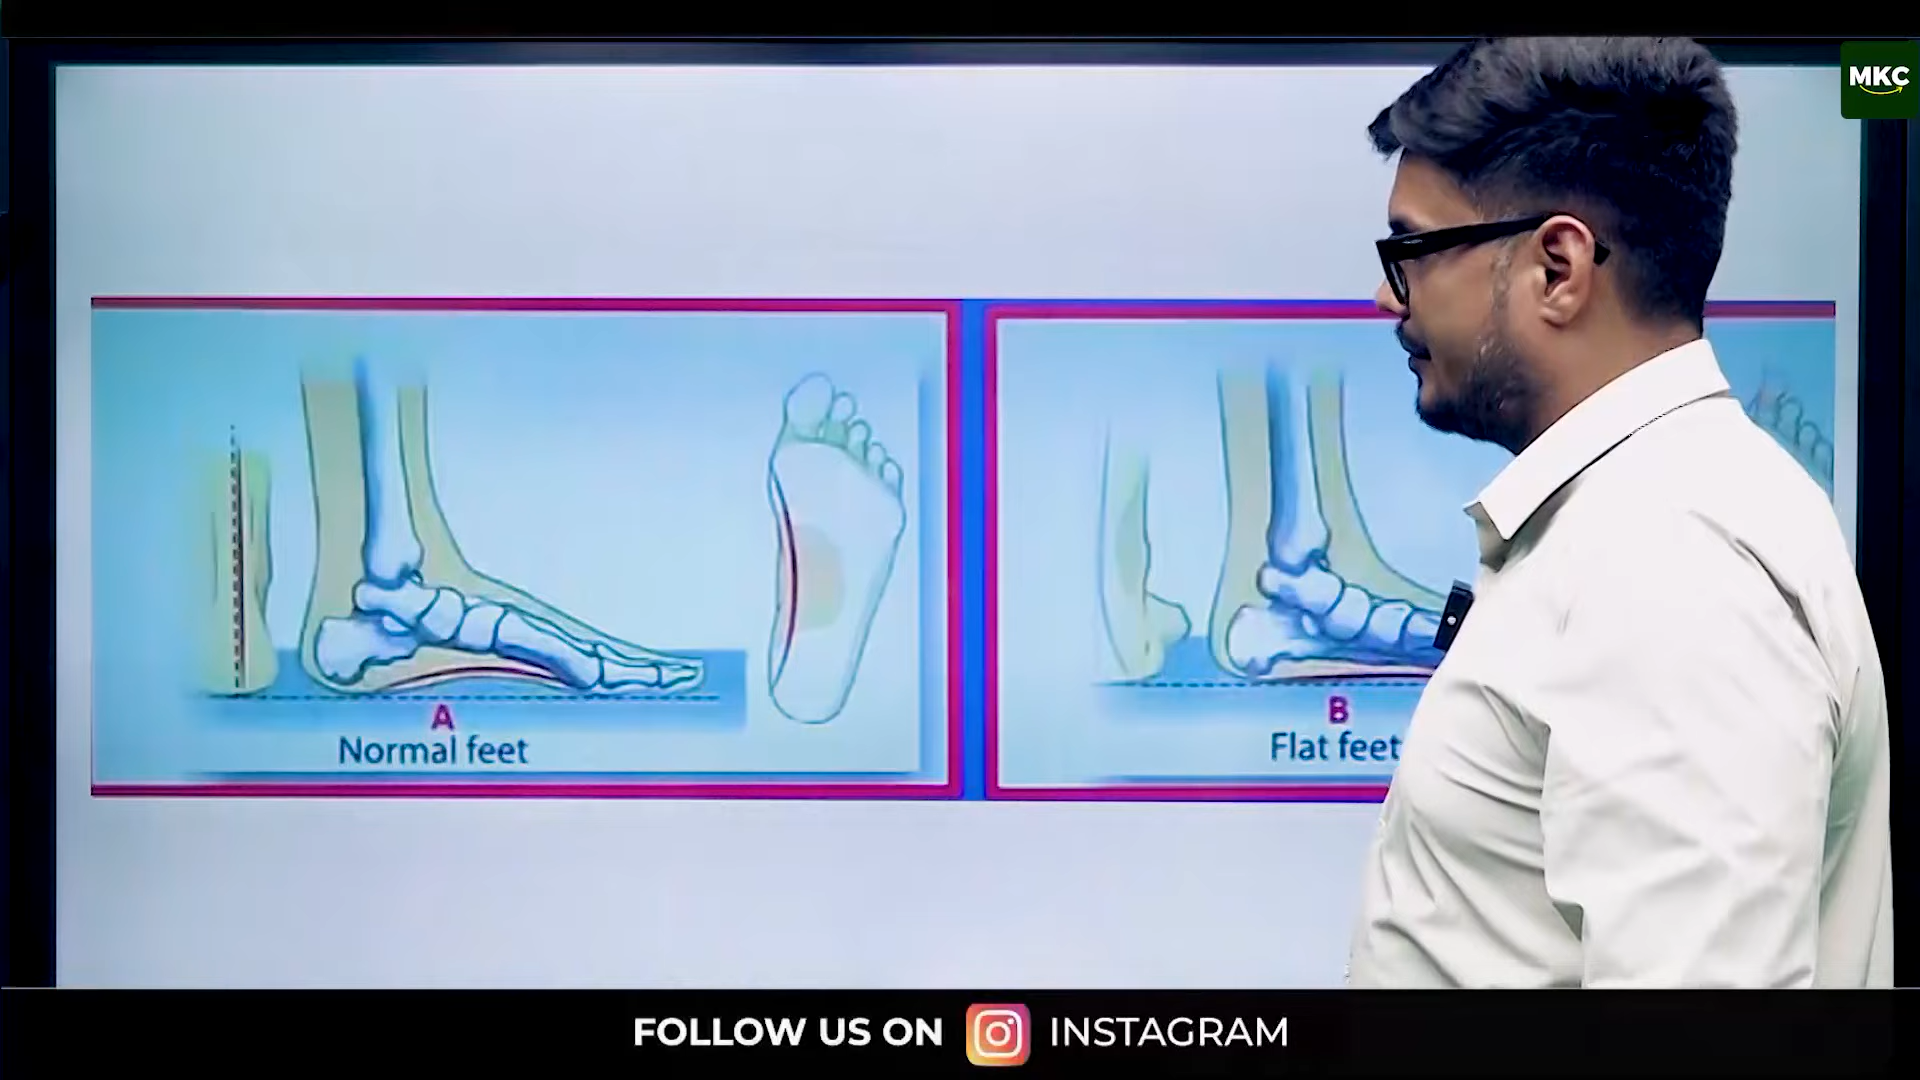 MKC
A
Normal feet
B
Flat feet
FOLLOW US ON INSTAGRAM